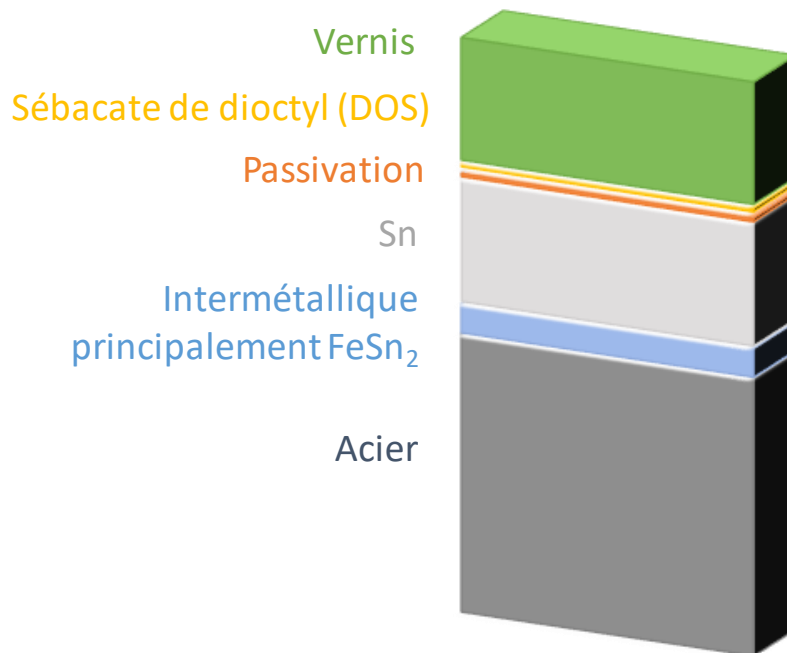 Vernis
Sébacate de dioctyl (DOS)
Passivation
Sn
Intermétallique
principalement FeSn₂
Acier